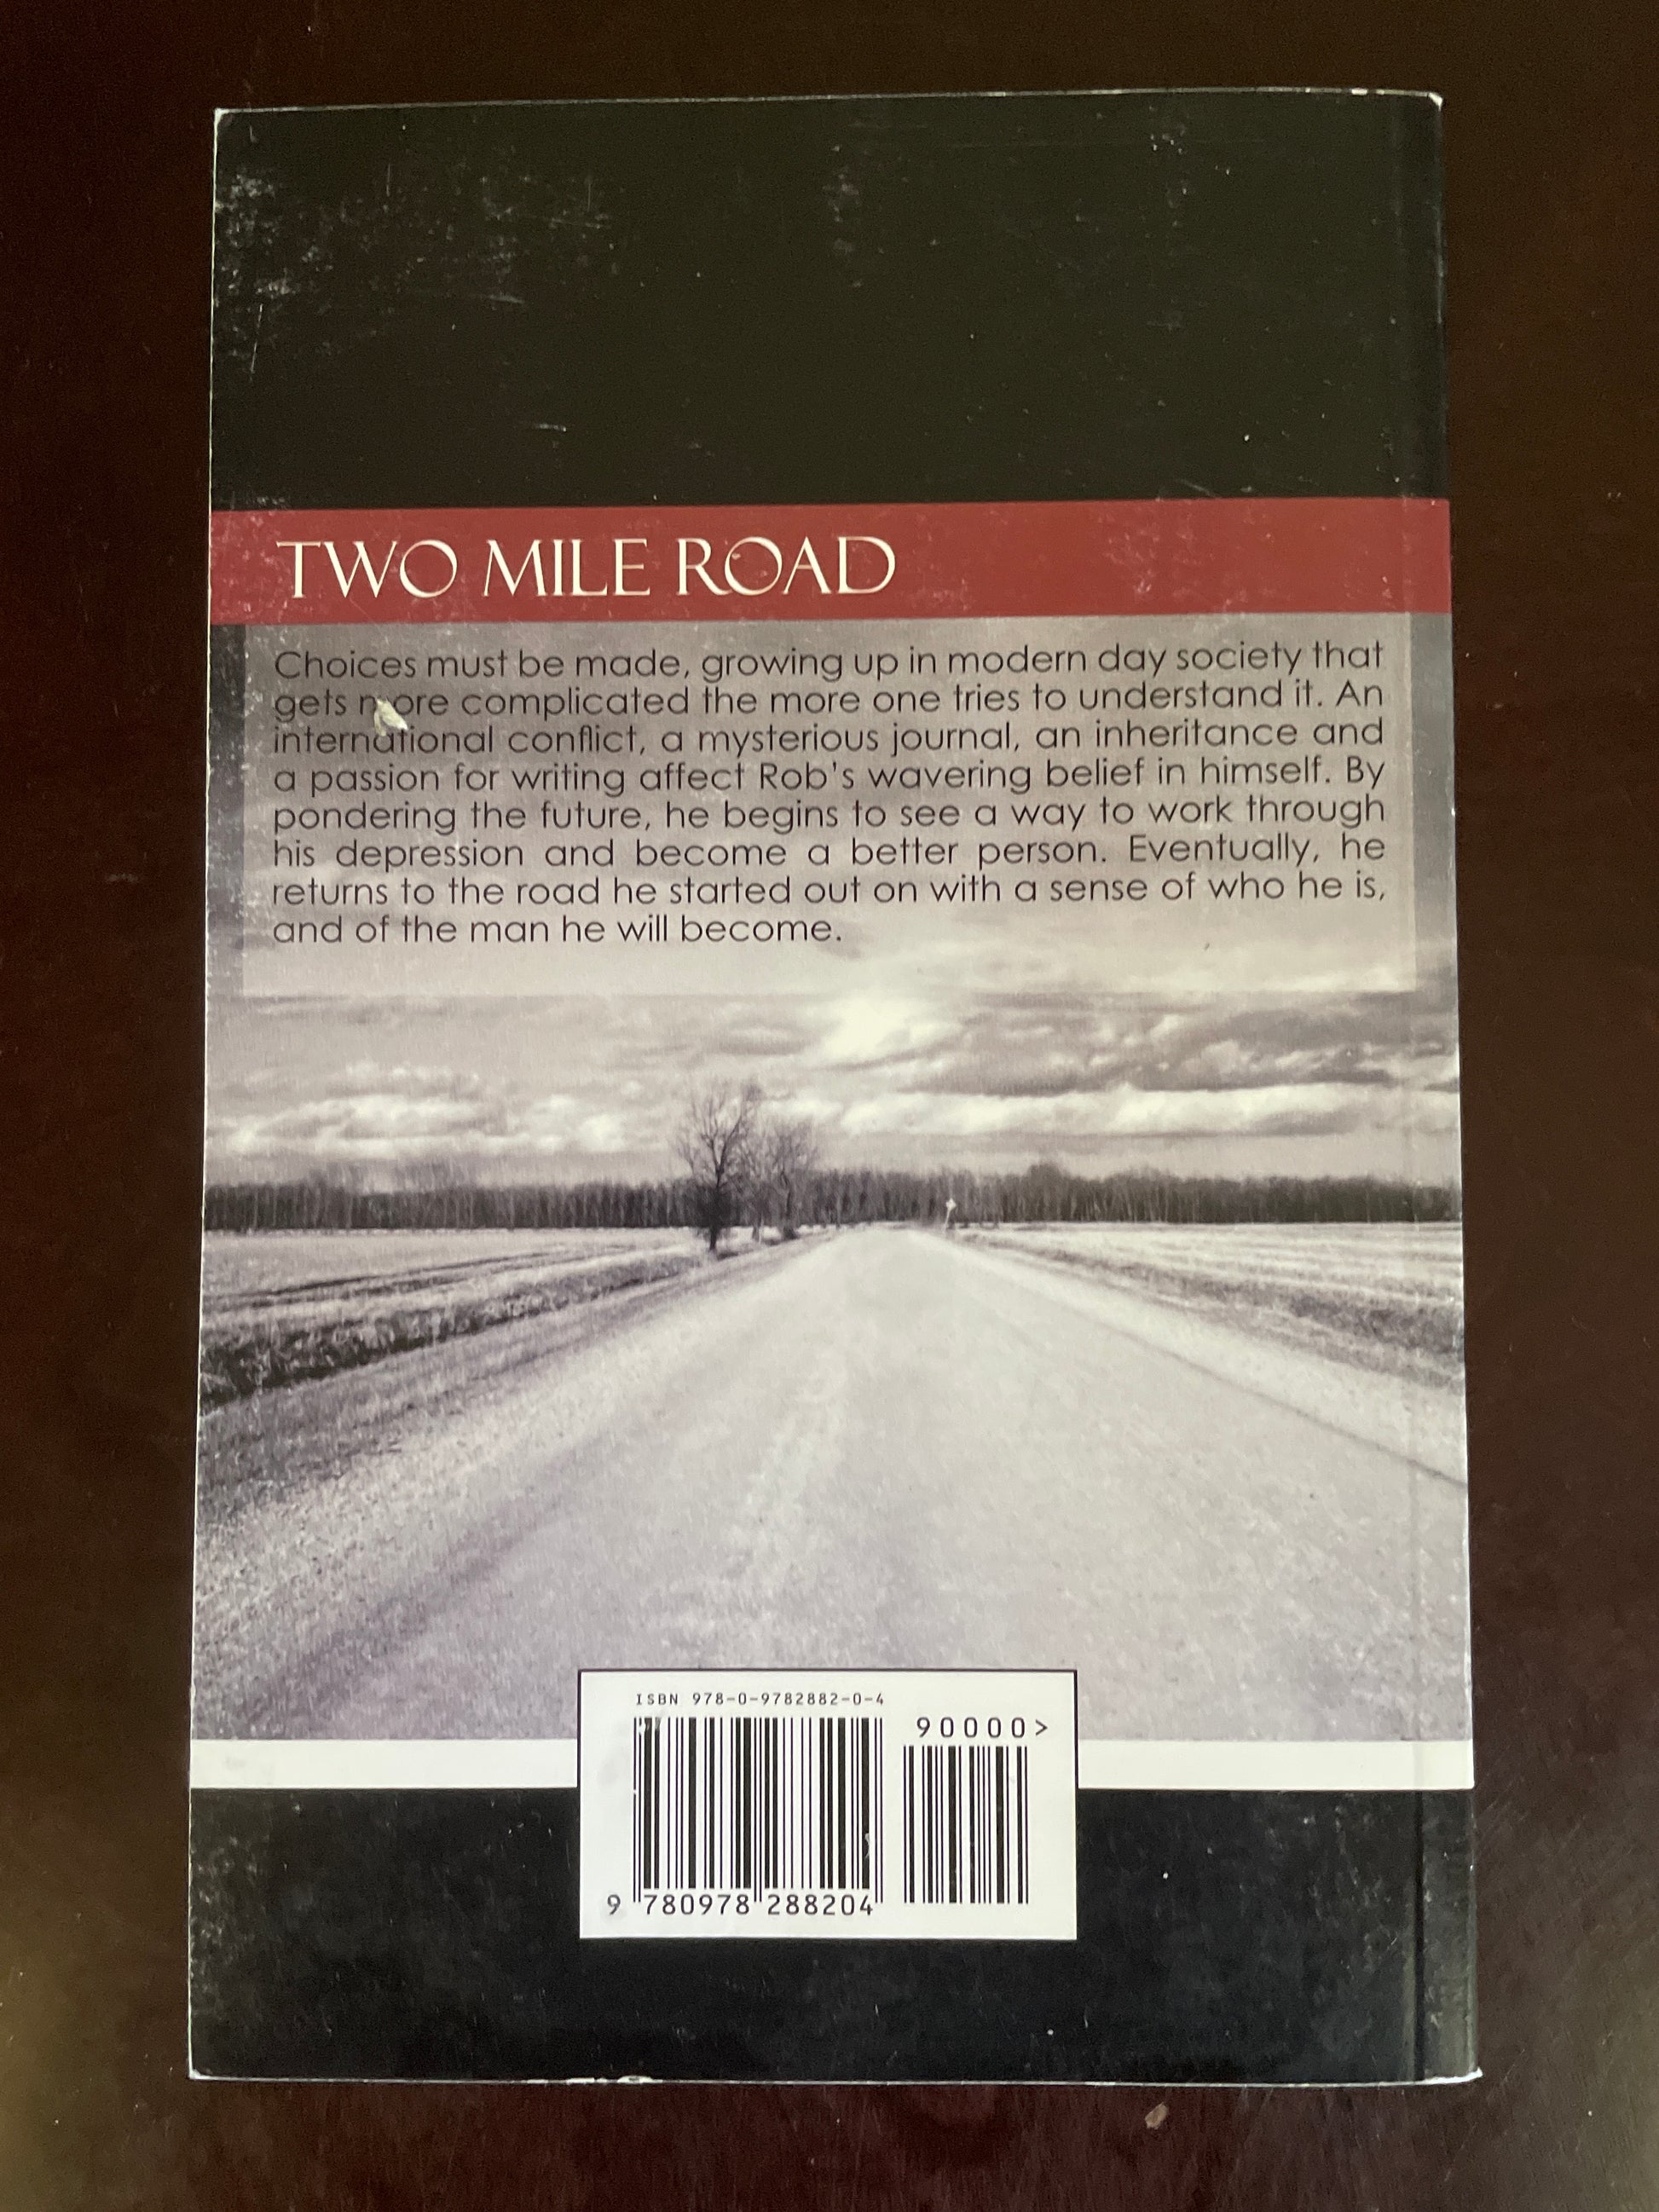 TWO MILE ROAD
Choices must be made, growing up in modern day society that
gets more complicated the more one tries to understand it. An
international conflict, a mysterious journal, an inheritance and
a passion for writing affect Rob's wavering belief in himself. By
pondering the future, he begins to see a way to work through
his depression and become a better person. Eventually, he
returns to the road he started out on with a sense of who he is,
and of the man he will become.
ISBN 978-0-9782882-0-4
90000>
9 780978 288204